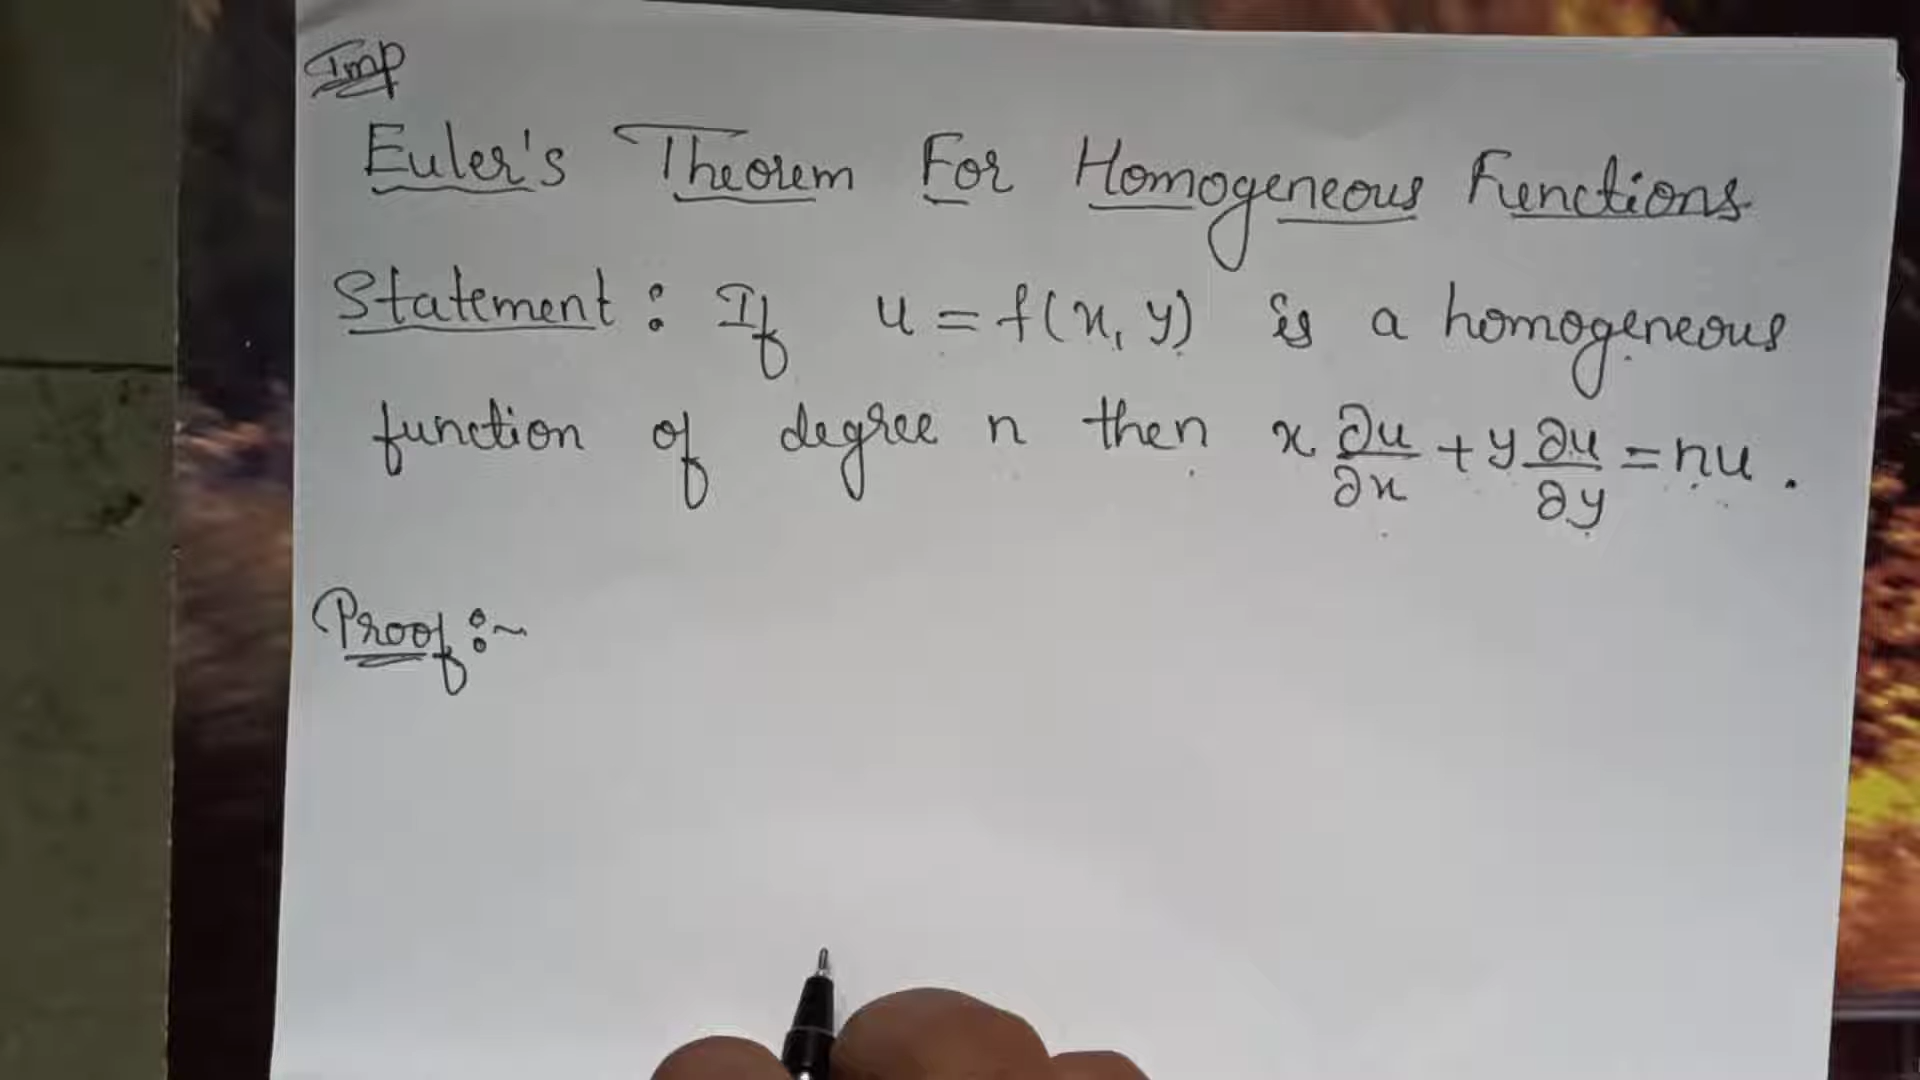 Imp
Euler's Theorem For Homogeneous Functions.
Statement : If u = f(x, y) is a homogeneous
function of degree n then x ∂u/∂x + y ∂u/∂y = nu .
Proof :~